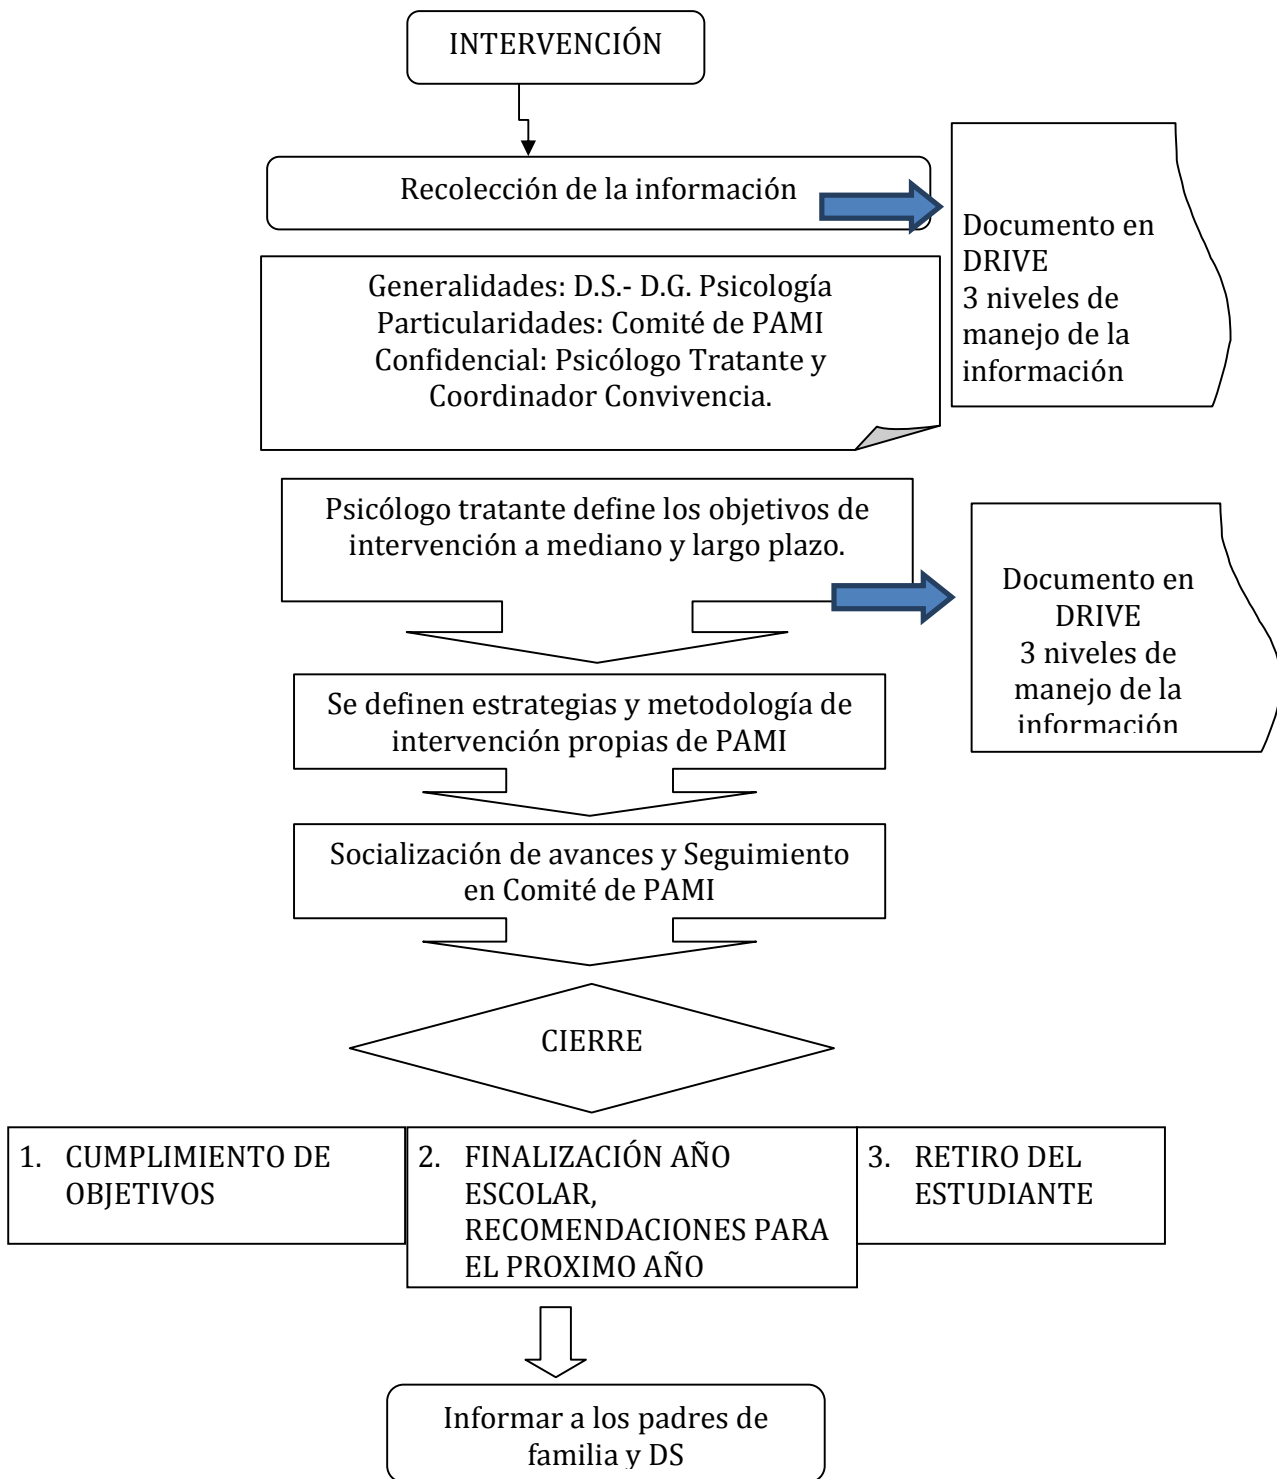 INTERVENCIÓN
Recolección de la información
Documento en
DRIVE
3 niveles de
manejo de la
información
Generalidades: D.S.- D.G. Psicología
Particularidades: Comité de PAMI
Confidencial: Psicólogo Tratante y
Coordinador Convivencia.
Psicólogo tratante define los objetivos de
intervención a mediano y largo plazo.
Documento en
DRIVE
3 niveles de
manejo de la
información
Se definen estrategias y metodología de
intervención propias de PAMI
Socialización de avances y Seguimiento
en Comité de PAMI
CIERRE
1. CUMPLIMIENTO DE
OBJETIVOS
2. FINALIZACIÓN AÑO
ESCOLAR,
RECOMENDACIONES PARA
EL PROXIMO AÑO
3. RETIRO DEL
ESTUDIANTE
Informar a los padres de
familia y DS